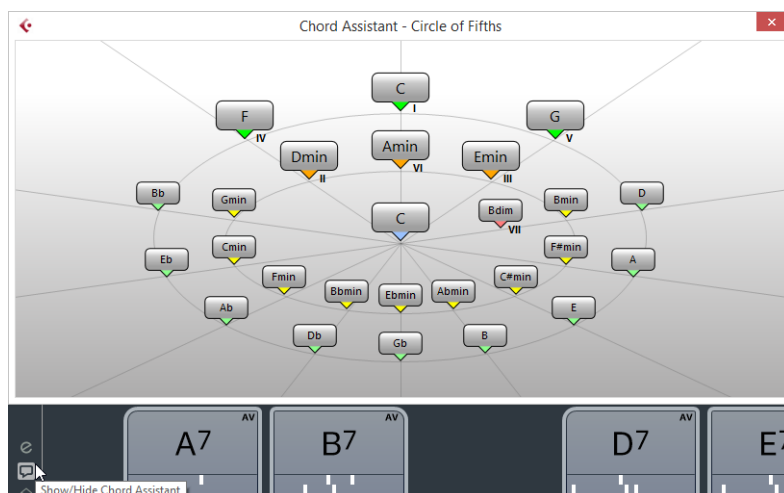 Chord Assistant - Circle of Fifths
C
I
F
IV
G
V
Dmin
II
Amin
VI
Emin
III
Bb
Gmin
C
Bdim
VII
Bmin
D
Eb
Cmin
F#min
A
Fmin
Bbmin
Ebmin
Abmin
C#min
Ab
E
Db
Gb
B
AV
AV
AV
A7
B7
D7
E7
e
Show/Hide Chord Assistant